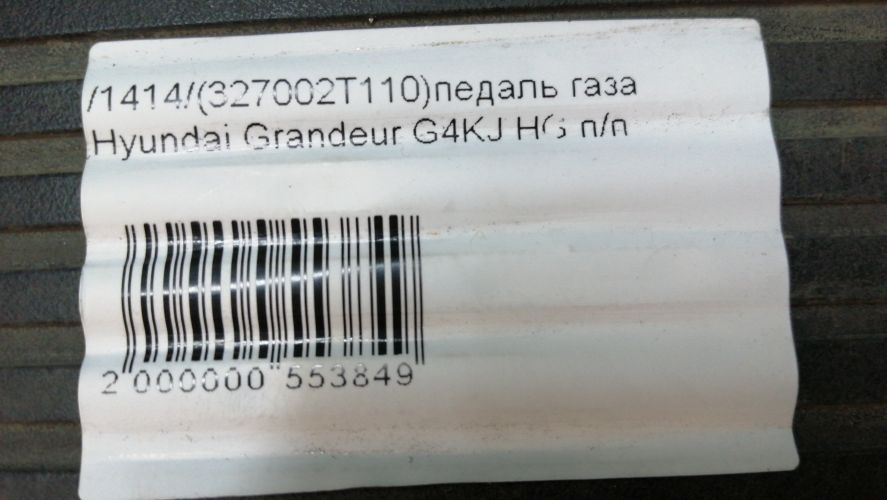 /1414/(327002T110)педаль газа
Hyundai Grandeur G4KJ HG п/п
2 000000 553849